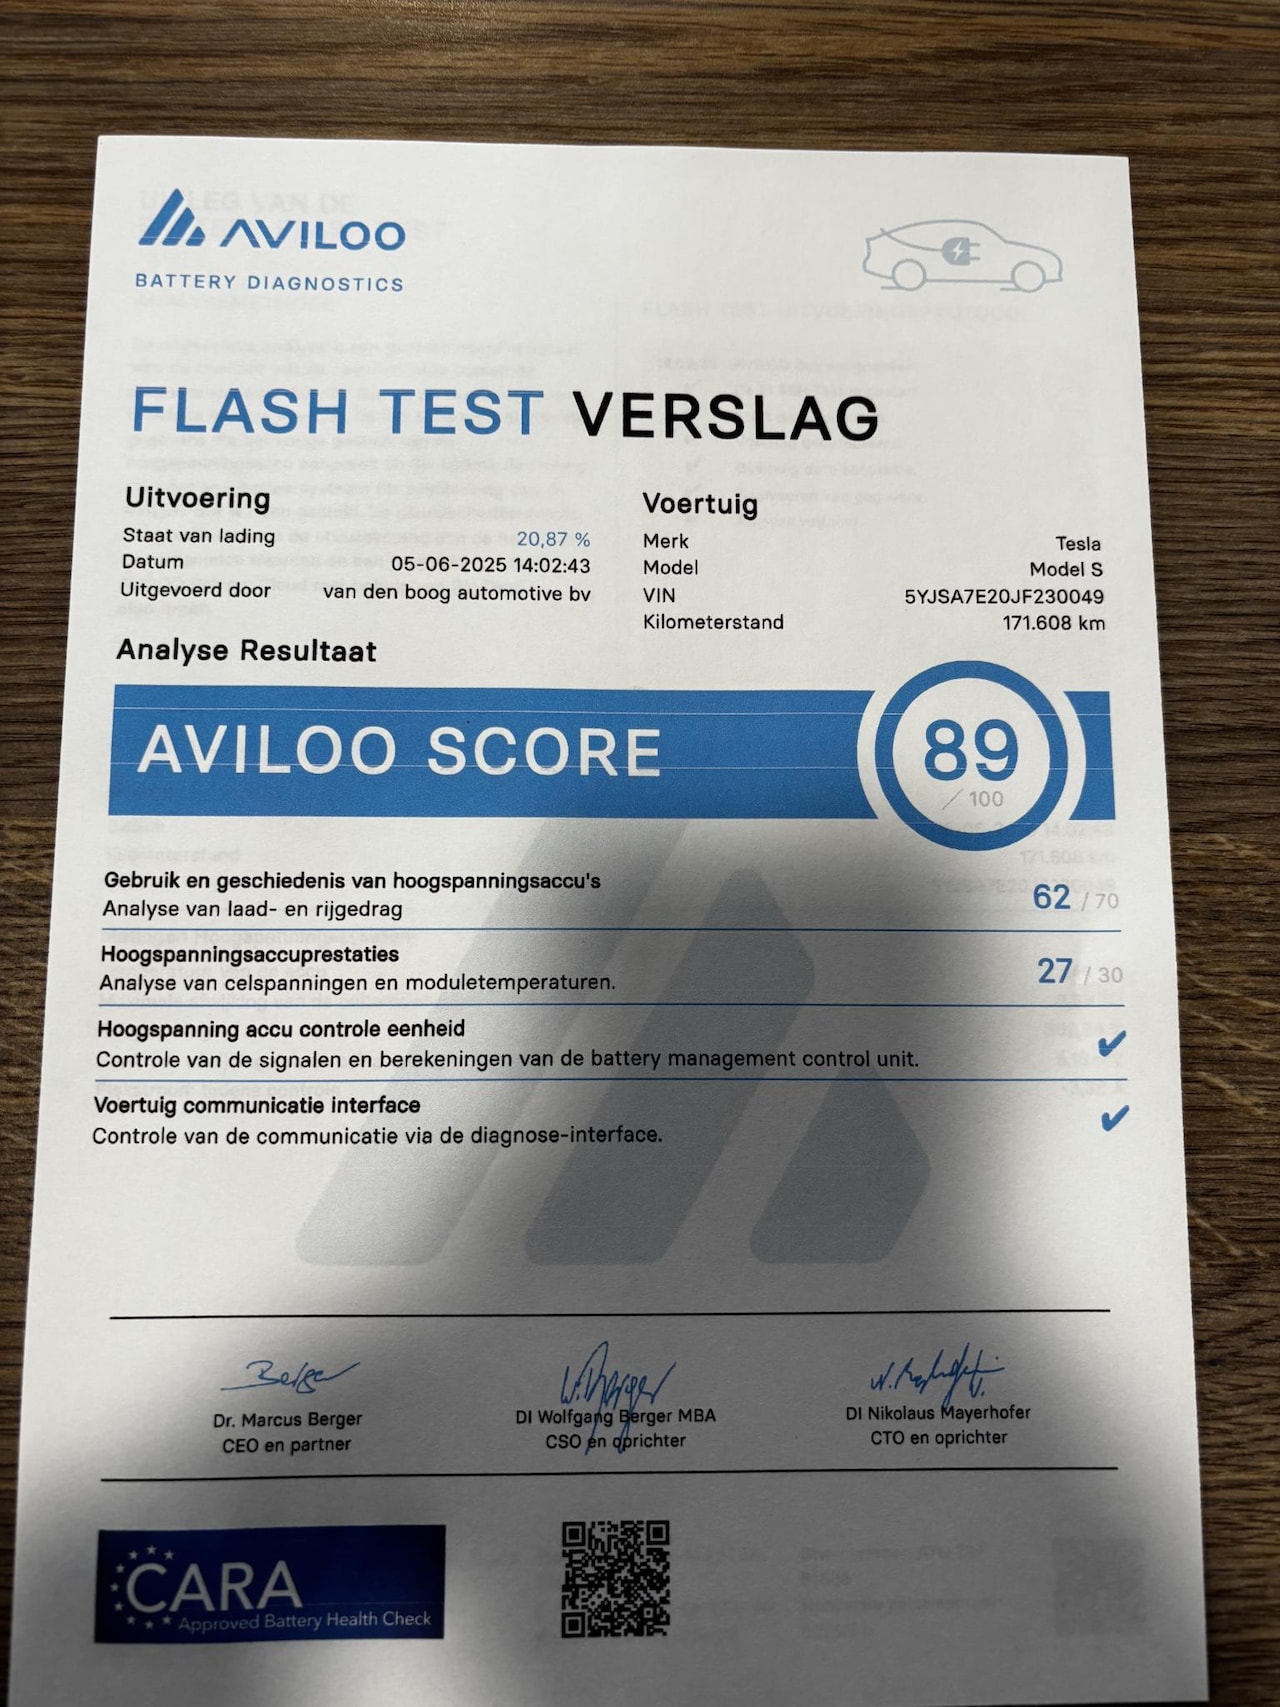 AVILOO
BATTERY DIAGNOSTICS
FLASH TEST VERSLAG
Uitvoering
Staat van lading 20,87 %
Datum 05-06-2025 14:02:43
Uitgevoerd door van den boog automotive bv
Voertuig
Merk Tesla
Model Model S
VIN 5YJSA7E20JF230049
Kilometerstand 171.608 km
Analyse Resultaat
AVILOO SCORE 89
/ 100
Gebruik en geschiedenis van hoogspanningsaccu's
Analyse van laad- en rijgedrag
62 / 70
Hoogspanningsaccuprestaties
Analyse van celspanningen en moduletemperaturen.
27 / 30
Hoogspanning accu controle eenheid
Controle van de signalen en berekeningen van de battery management control unit.
✔
Voertuig communicatie interface
Controle van de communicatie via de diagnose-interface.
✔
Berger
Dr. Marcus Berger
CEO en partner
W. Berger
DI Wolfgang Berger MBA
CSO en oprichter
DI Nikolaus Mayerhofer
CTO en oprichter
CARA
Approved Battery Health Check